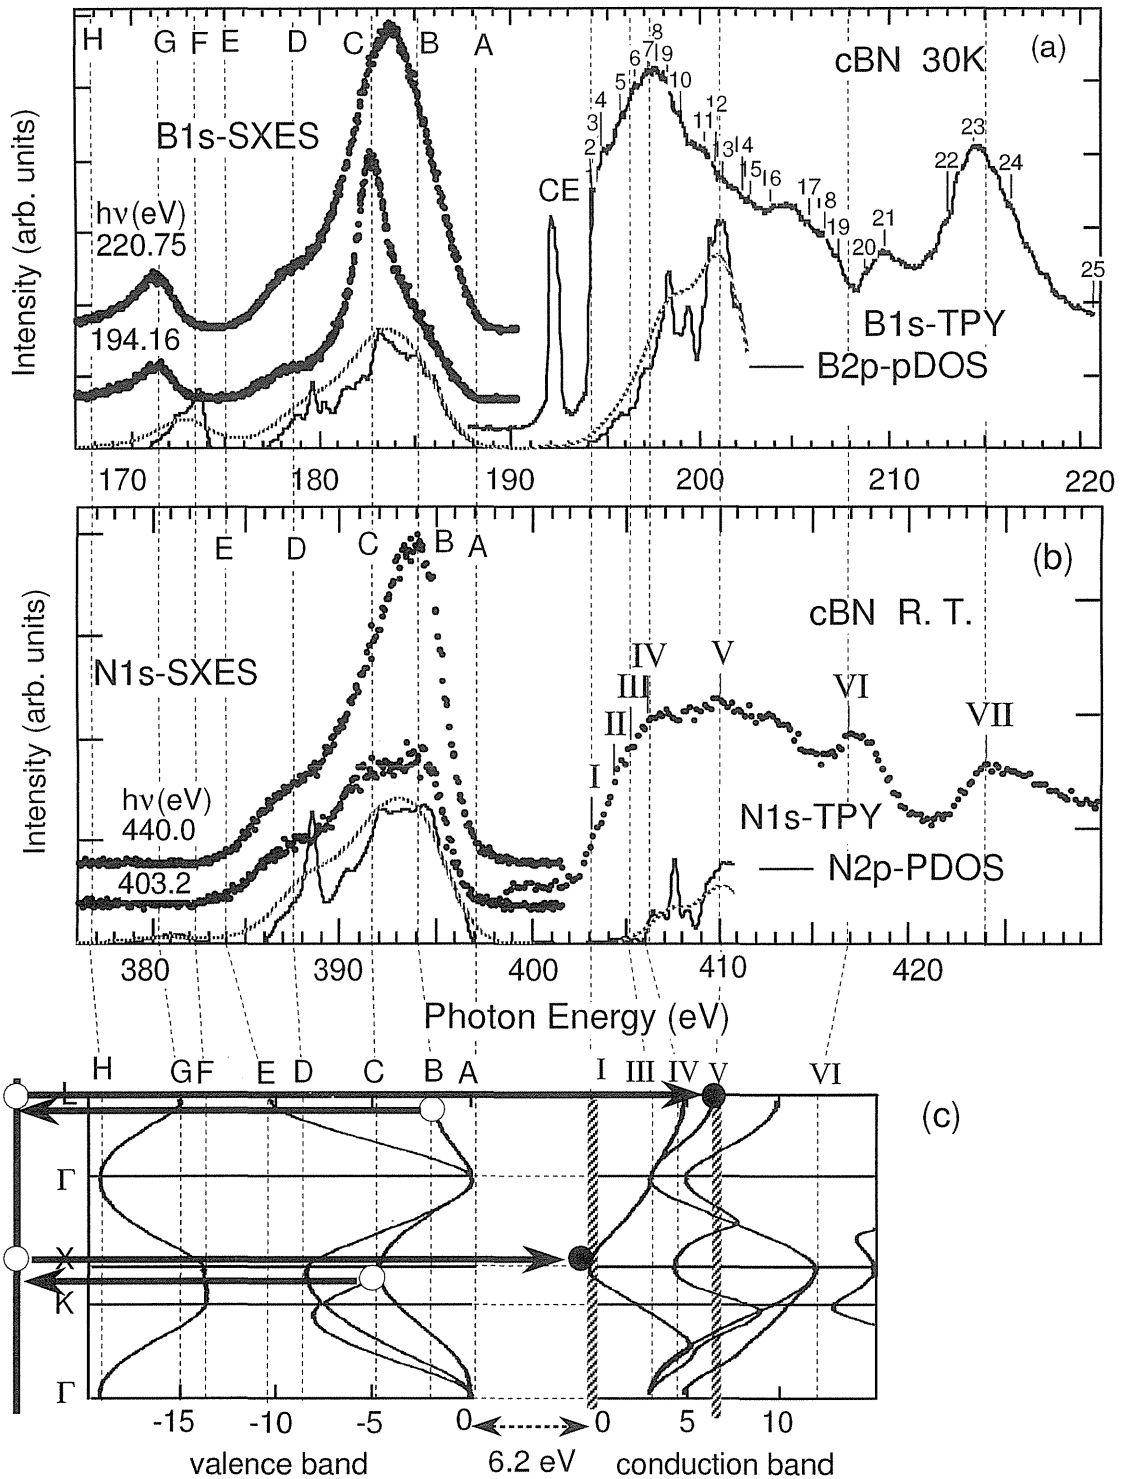 H G F E D C B A
cBN 30K (a)
B1s-SXES
hν(eV)
220.75
194.16
CE
2 3 4 5 6 7 8 9 10 11 12 13 14 15 16 17 18 19 20 21 22 23 24 25
B1s-TPY
B2p-pDOS
Intensity (arb. units)
170 180 190 200 210 220
E D C B A
(b)
cBN R. T.
N1s-SXES
hν(eV)
440.0
403.2
I II III IV V VI VII
N1s-TPY
N2p-PDOS
Intensity (arb. units)
380 390 400 410 420
Photon Energy (eV)
H G F E D C B A I III IV V VI
(c)
L
Γ
X
K
Γ
-15 -10 -5 0 0 5 10
valence band 6.2 eV conduction band